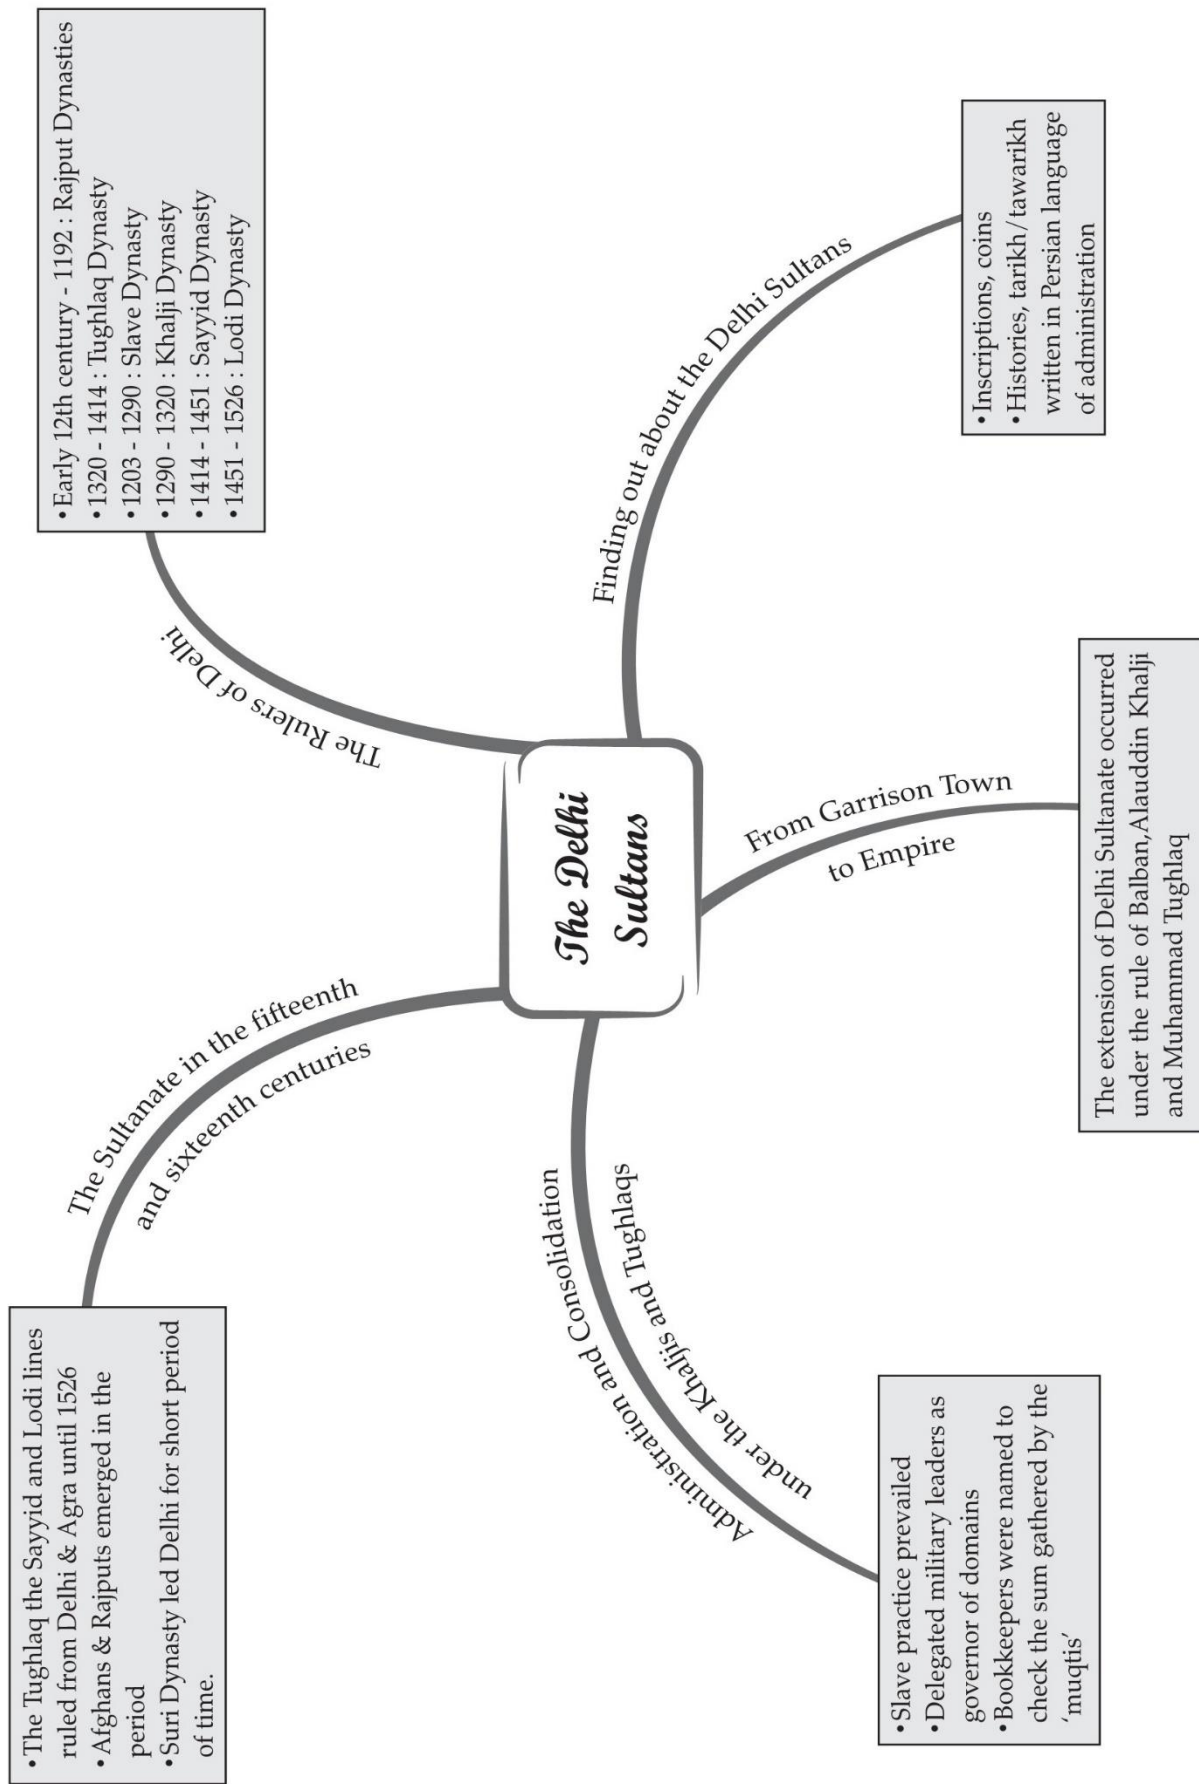 The Delhi
Sultans
The Rulers of Delhi
•Early 12th century - 1192 : Rajput Dynasties
•1320 - 1414 : Tughlaq Dynasty
•1203 - 1290 : Slave Dynasty
•1290 - 1320 : Khalji Dynasty
•1414 - 1451 : Sayyid Dynasty
•1451 - 1526 : Lodi Dynasty
Finding out about the Delhi Sultans
•Inscriptions, coins
•Histories, tarikh/tawarikh
written in Persian language
of administration
From Garrison Town
to Empire
The extension of Delhi Sultanate occurred
under the rule of Balban,Alauddin Khalji
and Muhammad Tughlaq
Administration and Consolidation
under the Khaljis and Tughlaqs
•Slave practice prevailed
•Delegated military leaders as
governor of domains
•Bookkeepers were named to
check the sum gathered by the
‘muqtis’
The Sultanate in the fifteenth
and sixteenth centuries
•The Tughlaq the Sayyid and Lodi lines
ruled from Delhi & Agra until 1526
•Afghans & Rajputs emerged in the
period
•Suri Dynasty led Delhi for short period
of time.